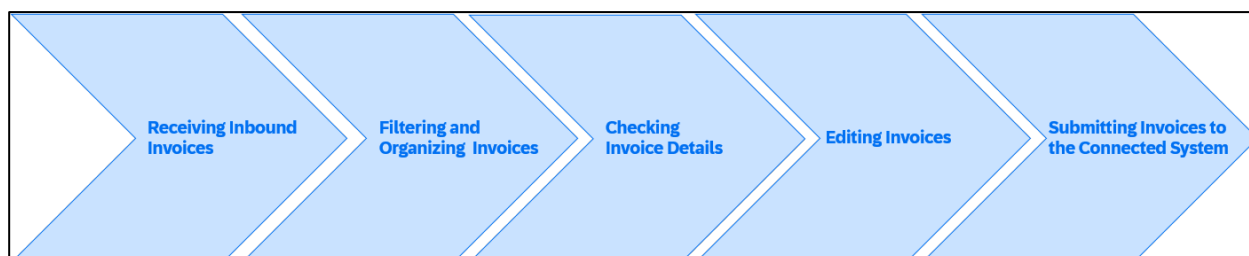 Receiving Inbound
Invoices
Filtering and
Organizing Invoices
Checking
Invoice Details
Editing Invoices
Submitting Invoices to
the Connected System